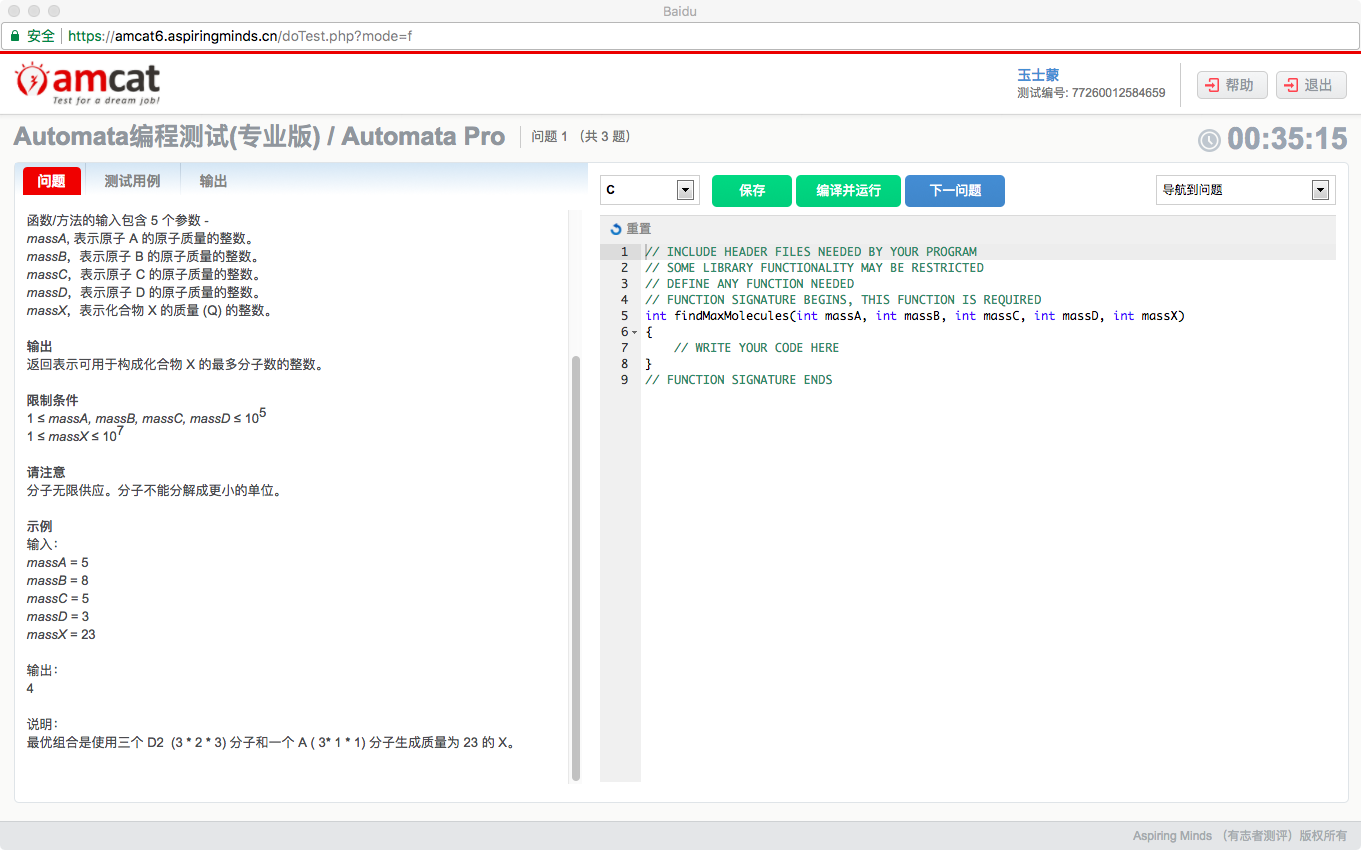 Baidu
安全
https://amcat6.aspiringminds.cn/doTest.php?mode=f
amcat
Test for a dream job!
玉士蒙
测试编号: 77260012584659
帮助
退出
Automata编程测试(专业版) / Automata Pro
问题 1 （共 3 题）
00:35:15
问题
测试用例
输出
函数/方法的输入包含 5 个参数 -
massA, 表示原子 A 的原子质量的整数。
massB，表示原子 B 的原子质量的整数。
massC，表示原子 C 的原子质量的整数。
massD，表示原子 D 的原子质量的整数。
massX，表示化合物 X 的质量 (Q) 的整数。
输出
返回表示可用于构成化合物 X 的最多分子数的整数。
限制条件
1 ≤ massA, massB, massC, massD ≤ 10⁵
1 ≤ massX ≤ 10⁷
请注意
分子无限供应。分子不能分解成更小的单位。
示例
输入：
massA = 5
massB = 8
massC = 5
massD = 3
massX = 23
输出：
4
说明：
最优组合是使用三个 D2 (3 * 2 * 3) 分子和一个 A ( 3* 1 * 1) 分子生成质量为 23 的 X。
C
保存
编译并运行
下一问题
导航到问题
重置
1 // INCLUDE HEADER FILES NEEDED BY YOUR PROGRAM
2 // SOME LIBRARY FUNCTIONALITY MAY BE RESTRICTED
3 // DEFINE ANY FUNCTION NEEDED
4 // FUNCTION SIGNATURE BEGINS, THIS FUNCTION IS REQUIRED
5 int findMaxMolecules(int massA, int massB, int massC, int massD, int massX)
6 {
7 // WRITE YOUR CODE HERE
8 }
9 // FUNCTION SIGNATURE ENDS
Aspiring Minds （有志者测评）版权所有